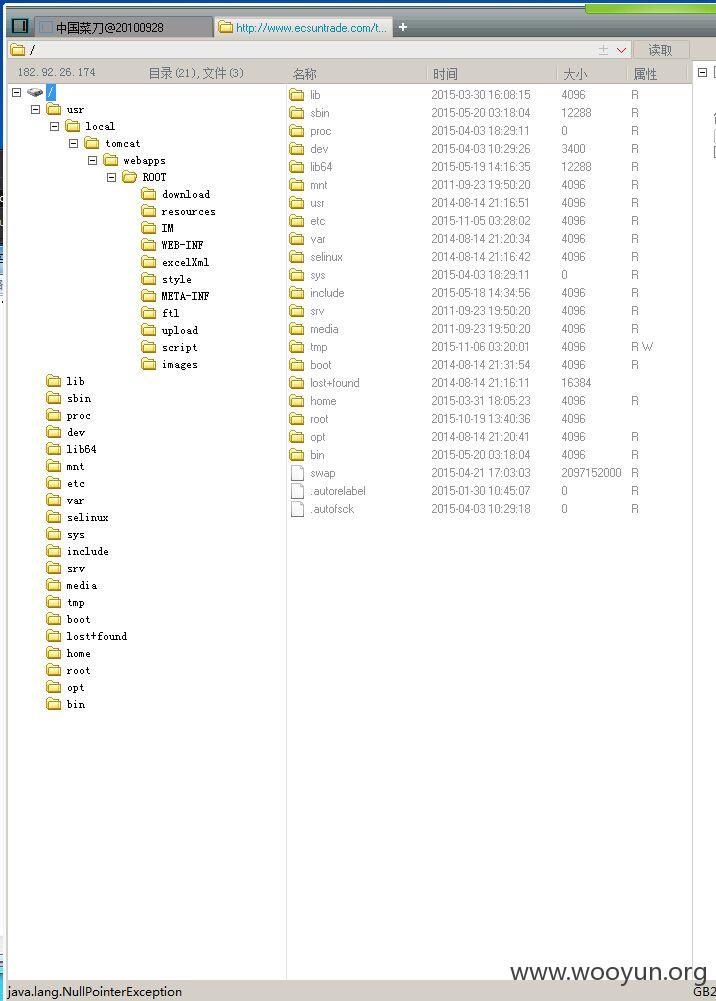 中国菜刀@20100928 http://www.ecsuntrade.com/t... +
/ 读取
182.92.26.174 目录(21),文件(3) 名称 时间 大小 属性
/
usr
local
tomcat
webapps
ROOT
download
resources
IM
WEB-INF
excelXml
style
META-INF
ftl
upload
script
images
lib
sbin
proc
dev
lib64
mnt
etc
var
selinux
sys
include
srv
media
tmp
boot
lost+found
home
root
opt
bin
lib 2015-03-30 16:08:15 4096 R
sbin 2015-05-20 03:18:04 12288 R
proc 2015-04-03 18:29:11 0 R
dev 2015-04-03 10:29:26 3400 R
lib64 2015-05-19 14:16:35 12288 R
mnt 2011-09-23 19:50:20 4096 R
usr 2014-08-14 21:16:51 4096 R
etc 2015-11-05 03:28:02 4096 R
var 2014-08-14 21:20:34 4096 R
selinux 2014-08-14 21:16:42 4096 R
sys 2015-04-03 18:29:11 0 R
include 2015-05-18 14:34:56 4096 R
srv 2011-09-23 19:50:20 4096 R
media 2011-09-23 19:50:20 4096 R
tmp 2015-11-06 03:20:01 4096 R W
boot 2014-08-14 21:31:54 4096 R
lost+found 2014-08-14 21:16:11 16384
home 2015-03-31 18:05:23 4096 R
root 2015-10-19 13:40:36 4096
opt 2014-08-14 21:20:41 4096 R
bin 2015-05-20 03:18:04 4096 R
swap 2015-04-21 17:03:03 2097152000 R
.autorelabel 2015-01-30 10:45:07 0 R
.autofsck 2015-04-03 10:29:18 0 R
www.wooyun.org
java.lang.NullPointerException GB2